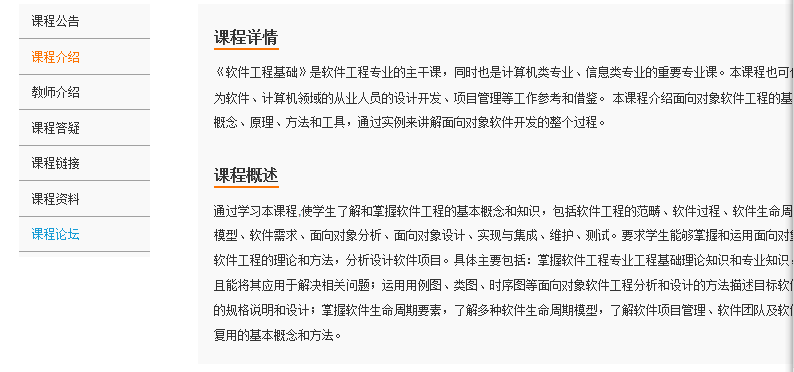 课程公告
课程介绍
教师介绍
课程答疑
课程链接
课程资料
课程论坛
课程详情
《软件工程基础》是软件工程专业的主干课，同时也是计算机类专业、信息类专业的重要专业课。本课程也可
为软件、计算机领域的从业人员的设计开发、项目管理等工作参考和借鉴。 本课程介绍面向对象软件工程的基
概念、原理、方法和工具，通过实例来讲解面向对象软件开发的整个过程。
课程概述
通过学习本课程,使学生了解和掌握软件工程的基本概念和知识，包括软件工程的范畴、软件过程、软件生命周
模型、软件需求、面向对象分析、面向对象设计、实现与集成、维护、测试。要求学生能够掌握和运用面向对
软件工程的理论和方法，分析设计软件项目。具体主要包括：掌握软件工程专业工程基础理论知识和专业知识，
且能将其应用于解决相关问题；运用用例图、类图、时序图等面向对象软件工程分析和设计的方法描述目标软
的规格说明和设计；掌握软件生命周期要素，了解多种软件生命周期模型，了解软件项目管理、软件团队及软
复用的基本概念和方法。